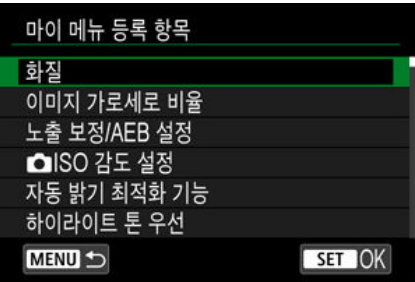 마이 메뉴 등록 항목
화질
이미지 가로세로 비율
노출 보정/AEB 설정
ISO 감도 설정
자동 밝기 최적화 기능
하이라이트 톤 우선
MENU SET OK